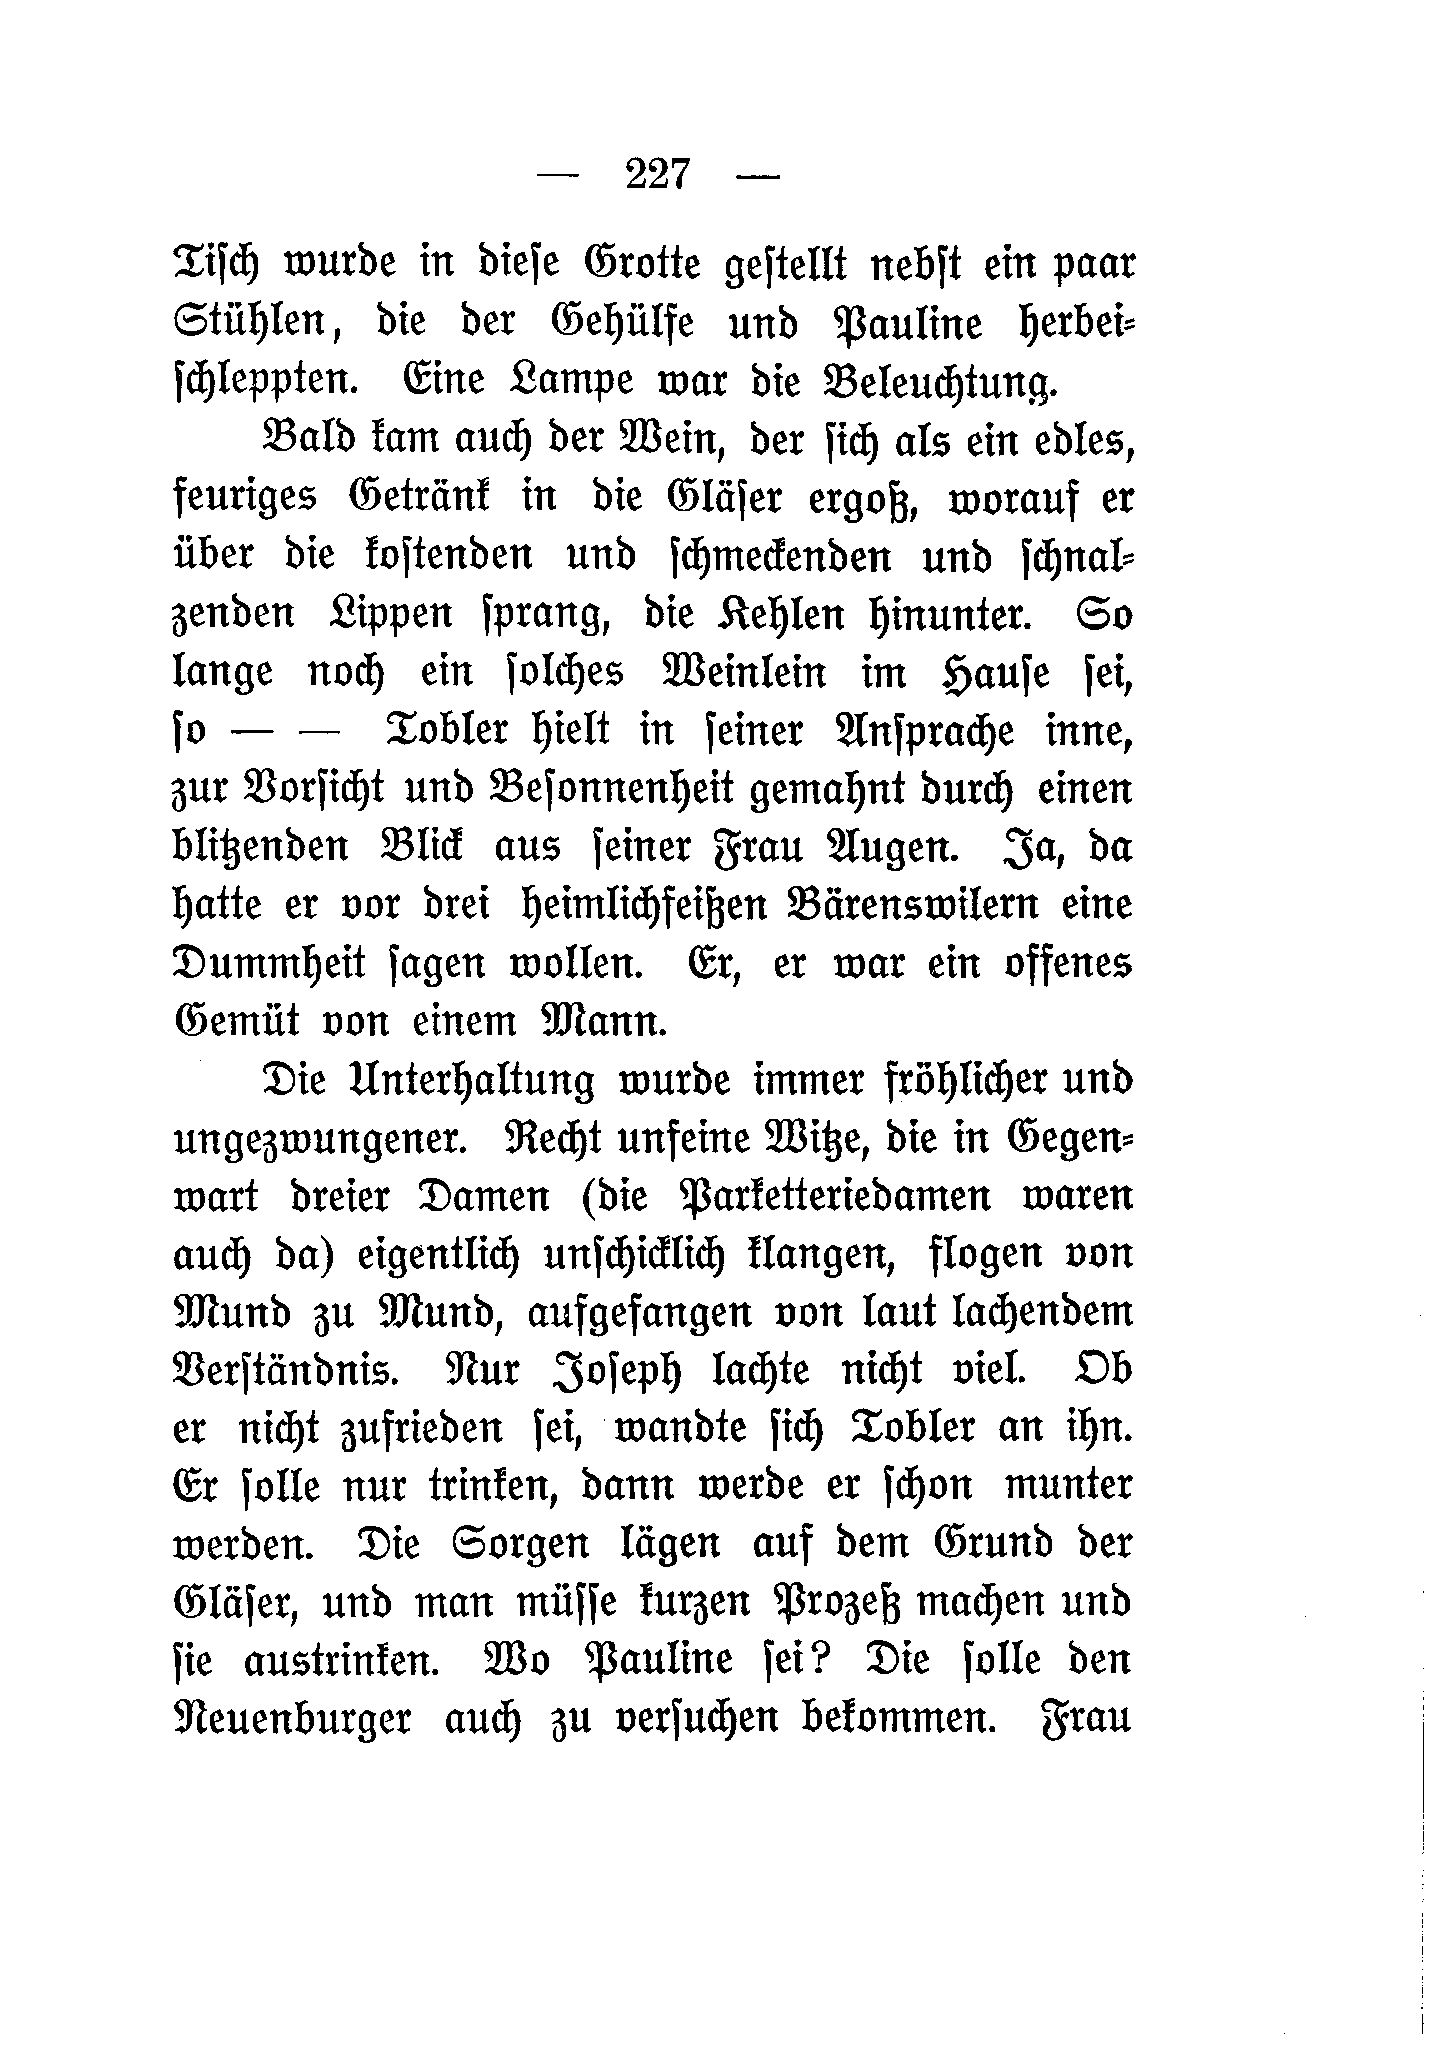 — 227 —
Tiſch wurde in dieſe Grotte geſtellt nebſt ein paar
Stühlen, die der Gehülfe und Pauline herbei⸗
ſchleppten. Eine Lampe war die Beleuchtung.
Bald kam auch der Wein, der ſich als ein edles,
feuriges Getränk in die Gläſer ergoß, worauf er
über die koſtenden und ſchmeckenden und ſchnal⸗
zenden Lippen ſprang, die Kehlen hinunter. So
lange noch ein ſolches Weinlein im Hauſe ſei,
ſo — — Tobler hielt in ſeiner Anſprache inne,
zur Vorſicht und Beſonnenheit gemahnt durch einen
blitzenden Blick aus ſeiner Frau Augen. Ja, da
hatte er vor drei heimlichfeißen Bärenswilern eine
Dummheit ſagen wollen. Er, er war ein offenes
Gemüt von einem Mann.
Die Unterhaltung wurde immer fröhlicher und
ungezwungener. Recht unfeine Witze, die in Gegen⸗
wart dreier Damen (die Parketteriedamen waren
auch da) eigentlich unſchicklich klangen, flogen von
Mund zu Mund, aufgefangen von laut lachendem
Verſtändnis. Nur Joſeph lachte nicht viel. Ob
er nicht zufrieden ſei, wandte ſich Tobler an ihn.
Er ſolle nur trinken, dann werde er ſchon munter
werden. Die Sorgen lägen auf dem Grund der
Gläſer, und man müſſe kurzen Prozeß machen und
ſie austrinken. Wo Pauline ſei? Die ſolle den
Neuenburger auch zu verſuchen bekommen. Frau